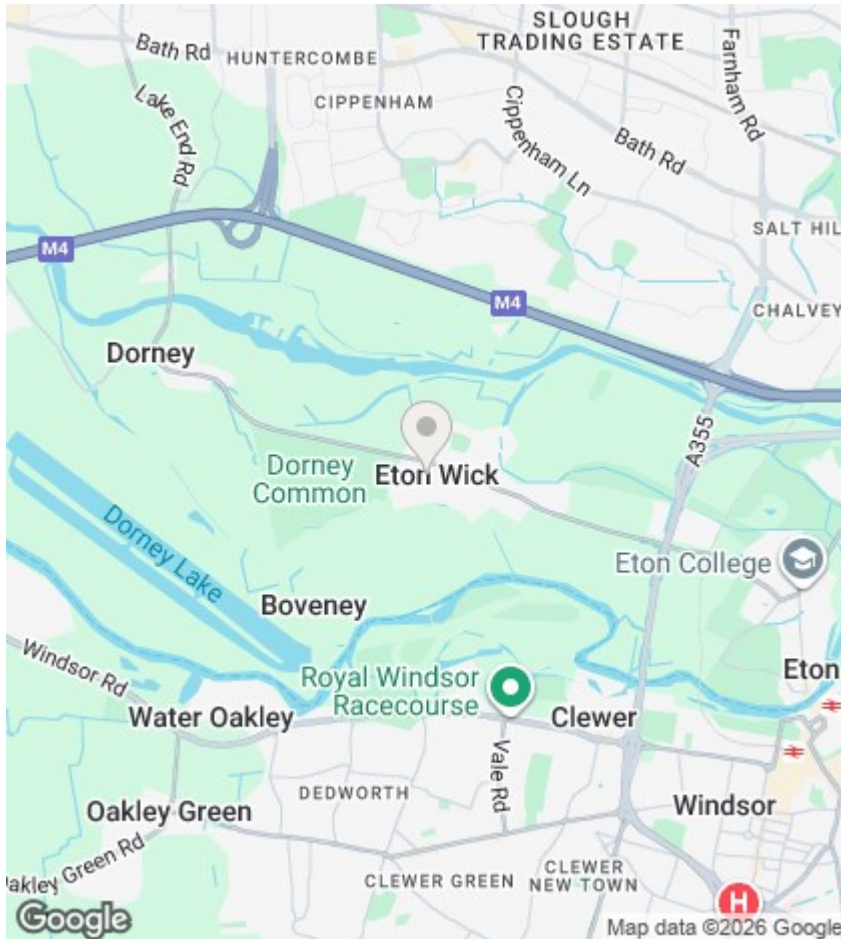 SLOUGH
TRADING ESTATE
Bath Rd
HUNTERCOMBE
Farnham Rd
Lake End Rd
CIPPENHAM
Cippenham Ln
Bath Rd
SALT HIL
M4
M4
CHALVEY
Dorney
A355
Dorney
Common
Eton Wick
Dorney Lake
Eton College
Boveney
Windsor Rd
Royal Windsor
Racecourse
Eton
Water Oakley
Clewer
Vale Rd
DEDWORTH
Windsor
Oakley Green
Oakley Green Rd
CLEWER GREEN
CLEWER
NEW TOWN
H
Google
Map data ©2026 Google